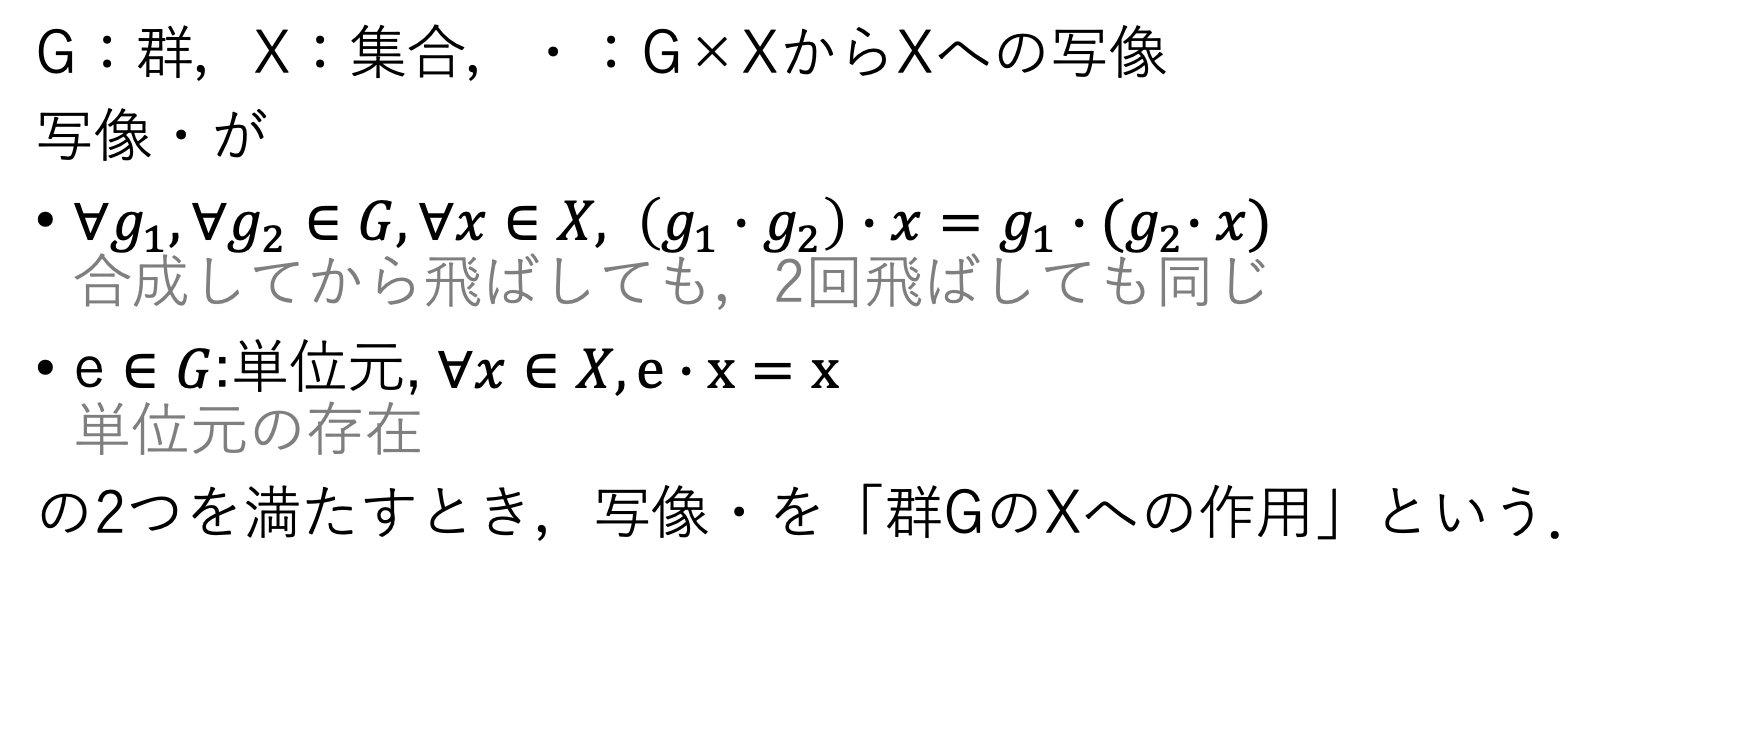 G：群，X：集合，・：G×XからXへの写像
写像・が
• ∀𝑔₁, ∀𝑔₂ ∈ 𝐺, ∀𝑥 ∈ 𝑋, (𝑔₁ · 𝑔₂) · 𝑥 = 𝑔₁ · (𝑔₂· 𝑥)
合成してから飛ばしても，2回飛ばしても同じ
• e ∈ 𝐺:単位元, ∀𝑥 ∈ 𝑋, e · x = x
単位元の存在
の2つを満たすとき，写像・を「群GのXへの作用」という．